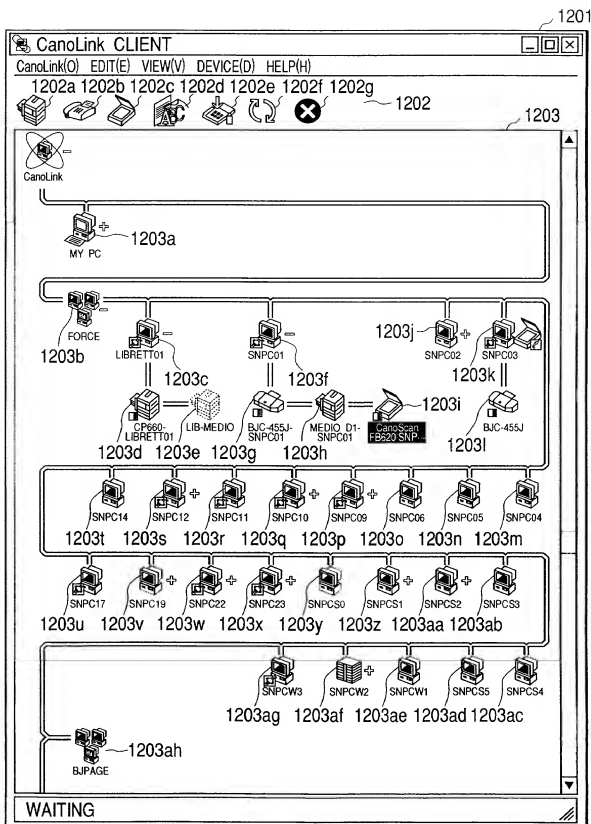 1201
CanoLink CLIENT
CanoLink(O) EDIT(E) VIEW(V) DEVICE(D) HELP(H)
1202a 1202b 1202c 1202d 1202e 1202f 1202g
1202
1203
CanoLink
MY PC
1203a
FORCE
1203b
LIBRETT01
1203c
SNPC01
1203f
1203j
SNPC02
SNPC03
1203k
CP660-LIBRETT01
LIB-MEDIO
BJC-455J-SNPC01
MEDIO_D1-SNPC01
CanoScan FB620 SNP...
1203i
BJC-455J
1203d 1203e 1203g 1203h 1203l
SNPC14 SNPC12 SNPC11 SNPC10 SNPC09 SNPC06 SNPC05 SNPC04
1203t 1203s 1203r 1203q 1203p 1203o 1203n 1203m
SNPC17 SNPC19 SNPC22 SNPC23 SNPCS0 SNPCS1 SNPCS2 SNPCS3
1203u 1203v 1203w 1203x 1203y 1203z 1203aa 1203ab
SNPCW3 SNPCW2 SNPCW1 SNPCS5 SNPCS4
1203ag 1203af 1203ae 1203ad 1203ac
1203ah
BJPAGE
WAITING